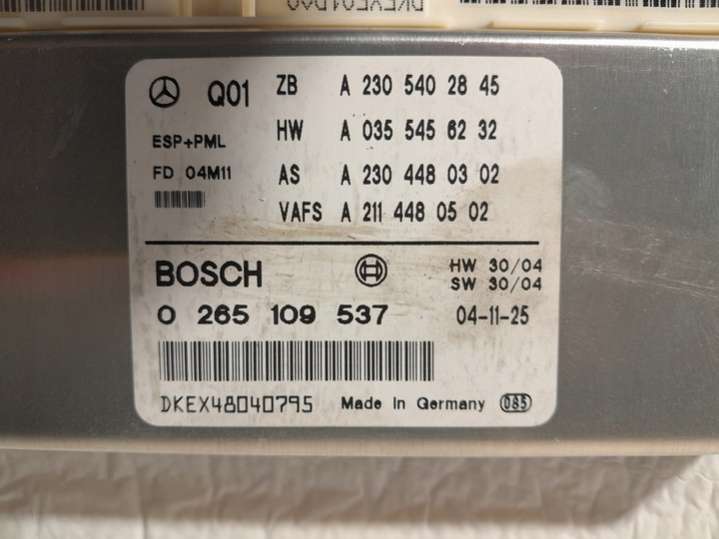 DKEXE01DA0
Q01 ZB A 230 540 28 45
ESP+PML HW A 035 545 62 32
FD 04M11 AS A 230 448 03 02
VAFS A 211 448 05 02
BOSCH HW 30/04
SW 30/04
0 265 109 537 04-11-25
DKEX48040795 Made In Germany 085